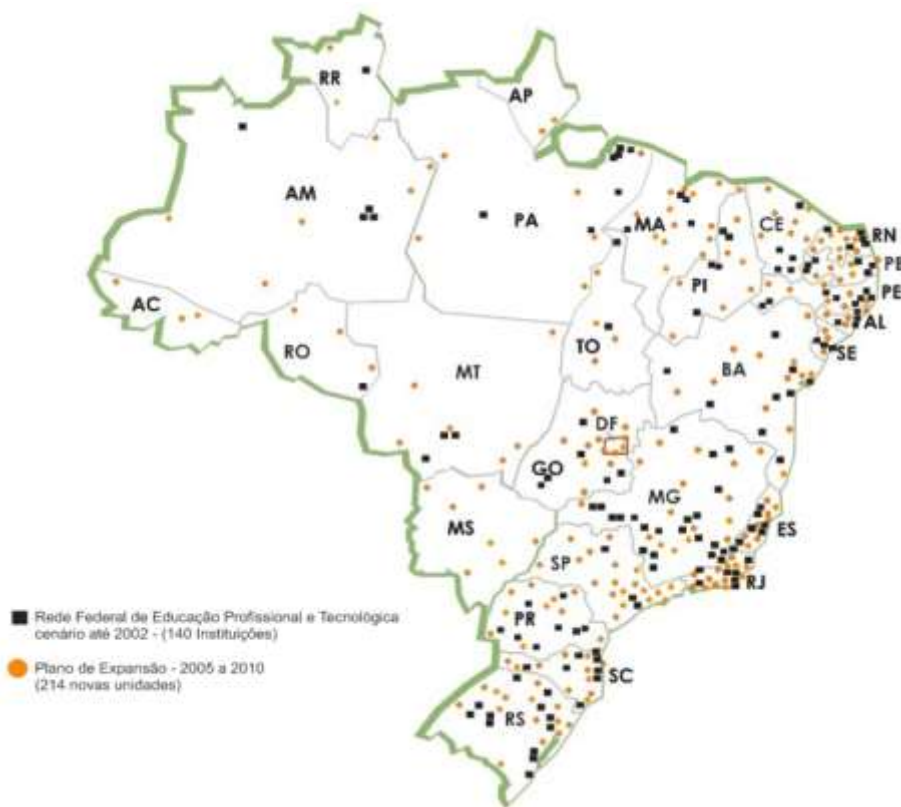 RR
AP
AM
PA
MA
CE
RN
PB
PE
AL
SE
PI
AC
RO
TO
MT
BA
DF
GO
MG
ES
MS
SP
RJ
PR
SC
RS
Rede Federal de Educação Profissional e Tecnológica
cenário até 2002 - (140 Instituições)
Plano de Expansão - 2005 a 2010
(214 novas unidades)